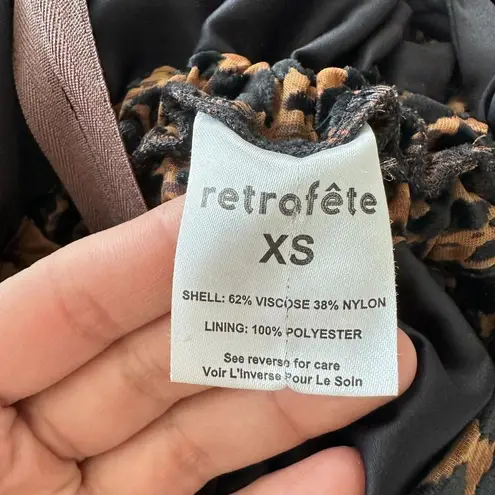 retrofête
XS
SHELL: 62% VISCOSE 38% NYLON
LINING: 100% POLYESTER
See reverse for care
Voir L'Inverse Pour Le Soin